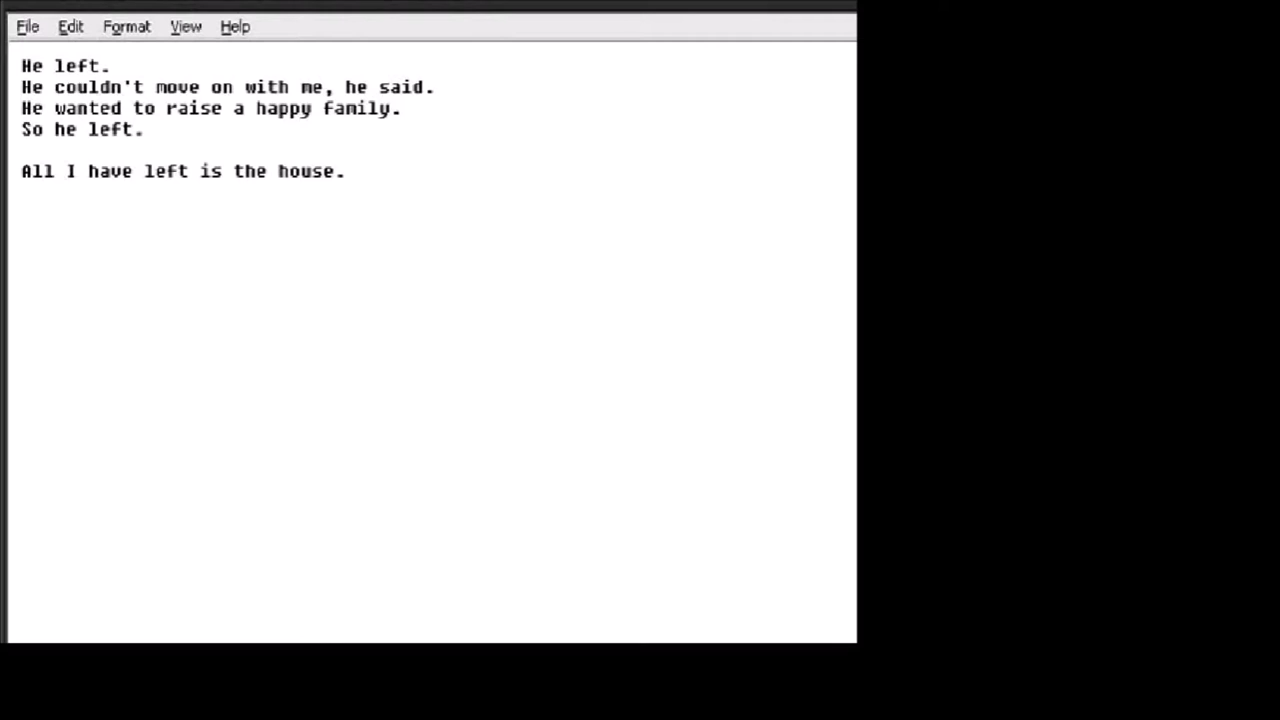 File Edit Format View Help
He left.
He couldn't move on with me, he said.
He wanted to raise a happy family.
So he left.
All I have left is the house.